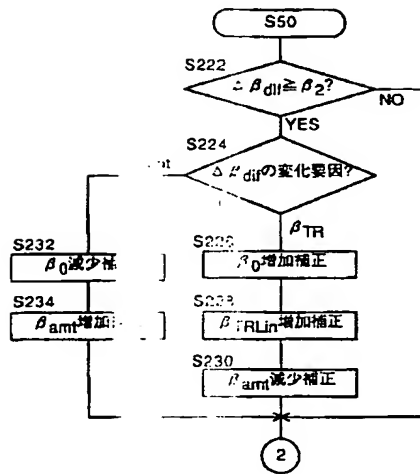 S50
S222
△βdif≧β2?
NO
YES
S224
△βdifの変化要因?
βTR
S232
β0減少補
β0増加補正
S234
βamt増加
βTRLin増加補正
S230
βamt減少補正
2